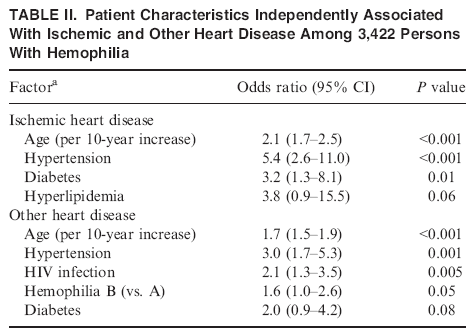 TABLE II. Patient Characteristics Independently Associated
With Ischemic and Other Heart Disease Among 3,422 Persons
With Hemophilia
Factorᵃ Odds ratio (95% CI) P value
Ischemic heart disease
Age (per 10-year increase) 2.1 (1.7–2.5) <0.001
Hypertension 5.4 (2.6–11.0) <0.001
Diabetes 3.2 (1.3–8.1) 0.01
Hyperlipidemia 3.8 (0.9–15.5) 0.06
Other heart disease
Age (per 10-year increase) 1.7 (1.5–1.9) <0.001
Hypertension 3.0 (1.7–5.3) 0.001
HIV infection 2.1 (1.3–3.5) 0.005
Hemophilia B (vs. A) 1.6 (1.0–2.6) 0.05
Diabetes 2.0 (0.9–4.2) 0.08